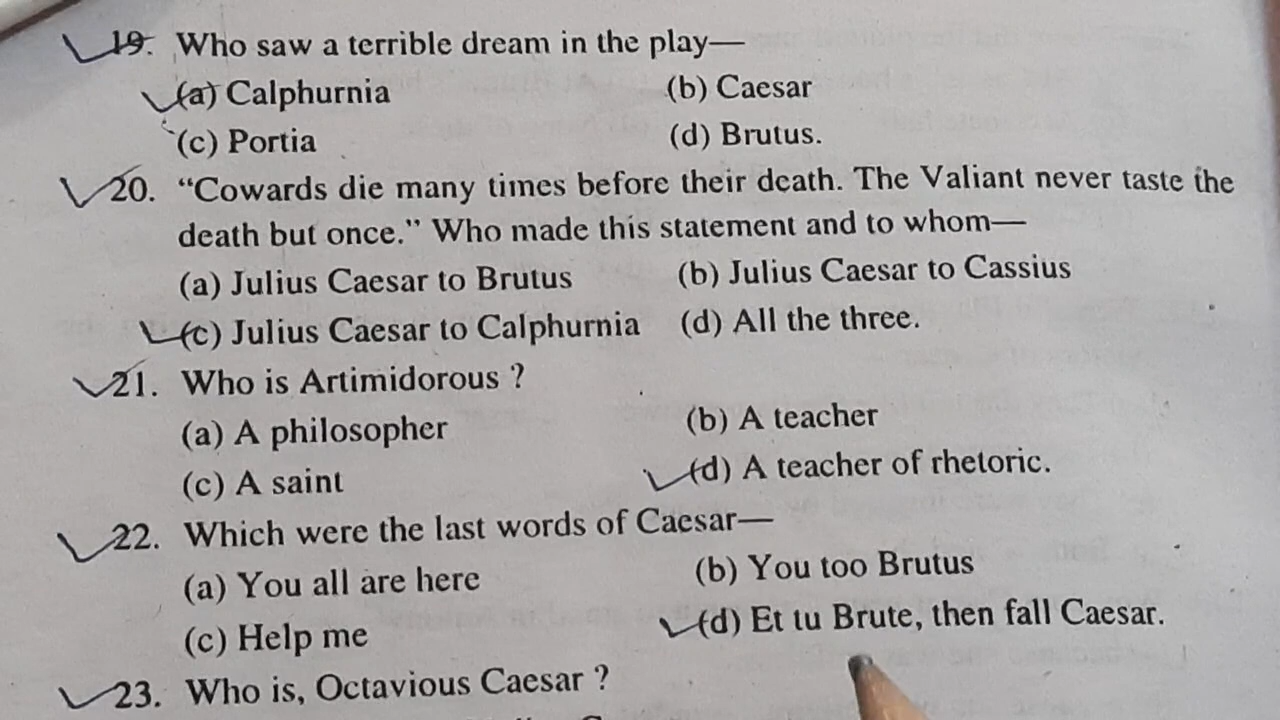 19. Who saw a terrible dream in the play—
(a) Calphurnia (b) Caesar
(c) Portia (d) Brutus.
20. “Cowards die many times before their death. The Valiant never taste the
death but once.” Who made this statement and to whom—
(a) Julius Caesar to Brutus (b) Julius Caesar to Cassius
(c) Julius Caesar to Calphurnia (d) All the three.
21. Who is Artimidorous ?
(a) A philosopher (b) A teacher
(c) A saint (d) A teacher of rhetoric.
22. Which were the last words of Caesar—
(a) You all are here (b) You too Brutus
(c) Help me (d) Et tu Brute, then fall Caesar.
23. Who is, Octavious Caesar ?